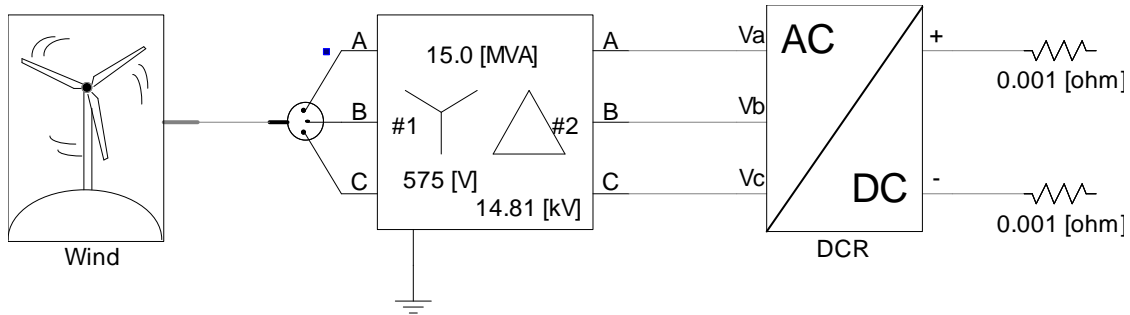 A
B
C
#1
15.0 [MVA]
#2
575 [V]
14.81 [kV]
A
B
C
Va
Vb
Vc
AC
DC
+
-
0.001 [ohm]
0.001 [ohm]
Wind
DCR